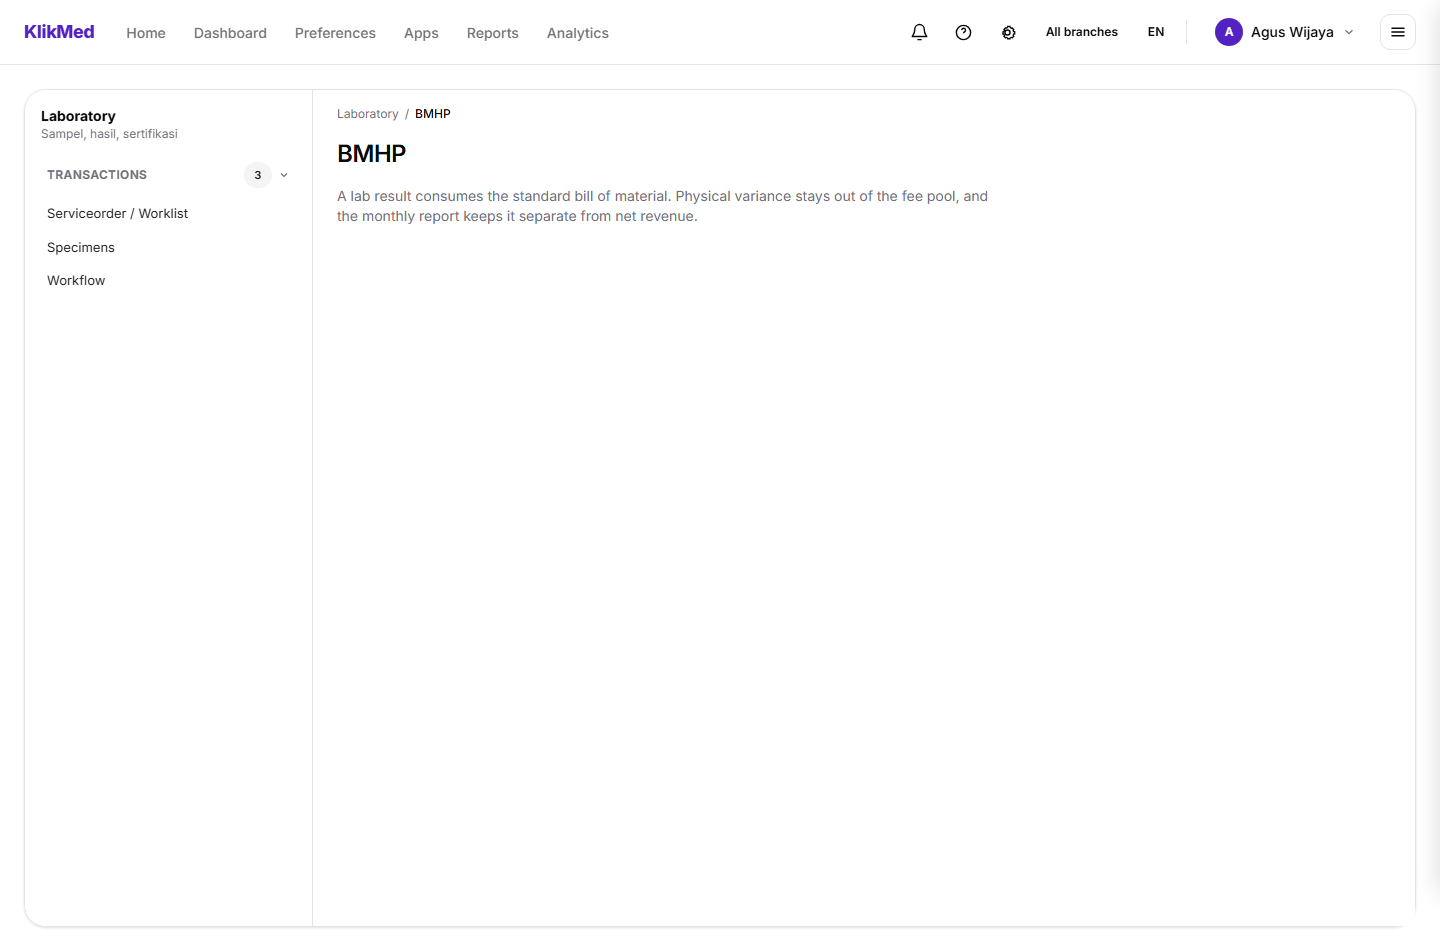 KlikMed
Home
Dashboard
Preferences
Apps
Reports
Analytics
All branches
EN
A
Agus Wijaya
Laboratory
Sampel, hasil, sertifikasi
TRANSACTIONS
3
Serviceorder / Worklist
Specimens
Workflow
Laboratory / BMHP
BMHP
A lab result consumes the standard bill of material. Physical variance stays out of the fee pool, and
the monthly report keeps it separate from net revenue.